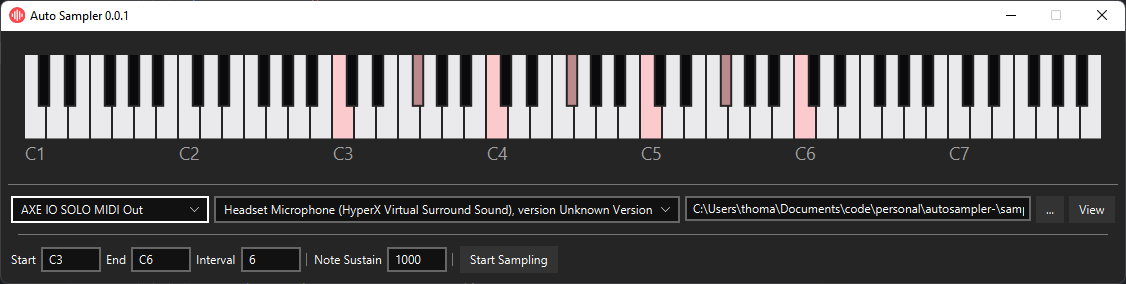 Auto Sampler 0.0.1
C1 C2 C3 C4 C5 C6 C7
AXE IO SOLO MIDI Out Headset Microphone (HyperX Virtual Surround Sound), version Unknown Version C:\Users\thoma\Documents\code\personal\autosampler-\samp ... View
Start C3 End C6 Interval 6 Note Sustain 1000 Start Sampling